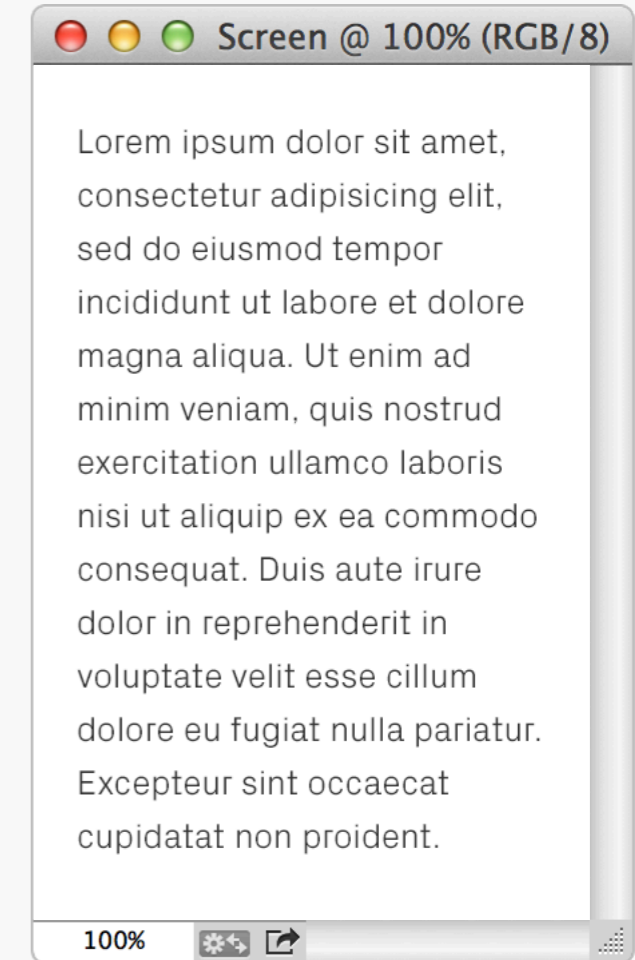 Screen @ 100% (RGB/8)
Lorem ipsum dolor sit amet,
consectetur adipisicing elit,
sed do eiusmod tempor
incididunt ut labore et dolore
magna aliqua. Ut enim ad
minim veniam, quis nostrud
exercitation ullamco laboris
nisi ut aliquip ex ea commodo
consequat. Duis aute irure
dolor in reprehenderit in
voluptate velit esse cillum
dolore eu fugiat nulla pariatur.
Excepteur sint occaecat
cupidatat non proident.
100%